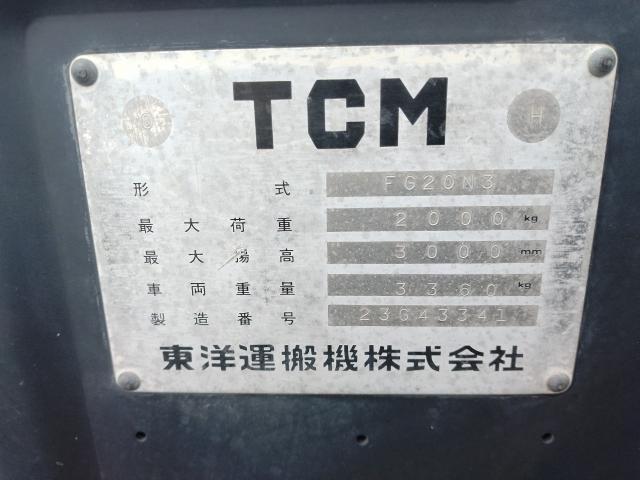 TCM
H
形式 FG20N3
最大荷重 2000 kg
最大揚高 3000 mm
車両重量 3360 kg
製造番号 23G43341
東洋運搬機株式会社